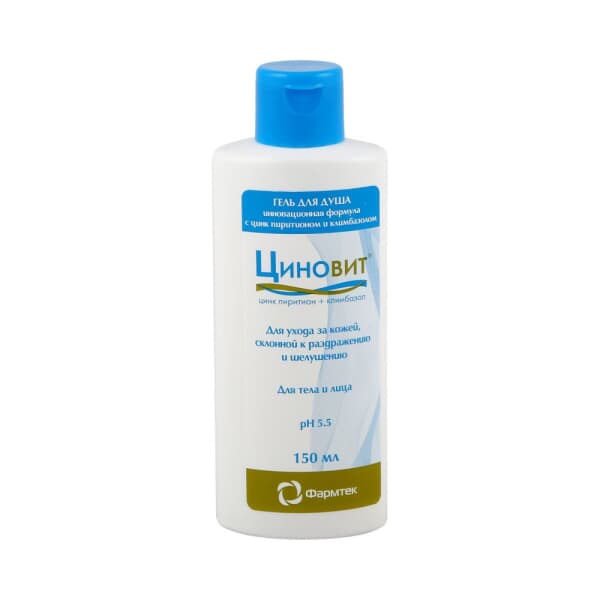 ГЕЛЬ ДЛЯ ДУША
инновационная формула
с цинк пиритионом и климбазолом
ЦИНОВИТ®
цинк пиритион + климбазол
Для ухода за кожей,
склонной к раздражению
и шелушению
Для тела и лица
pH 5.5
150 мл
Фармтек